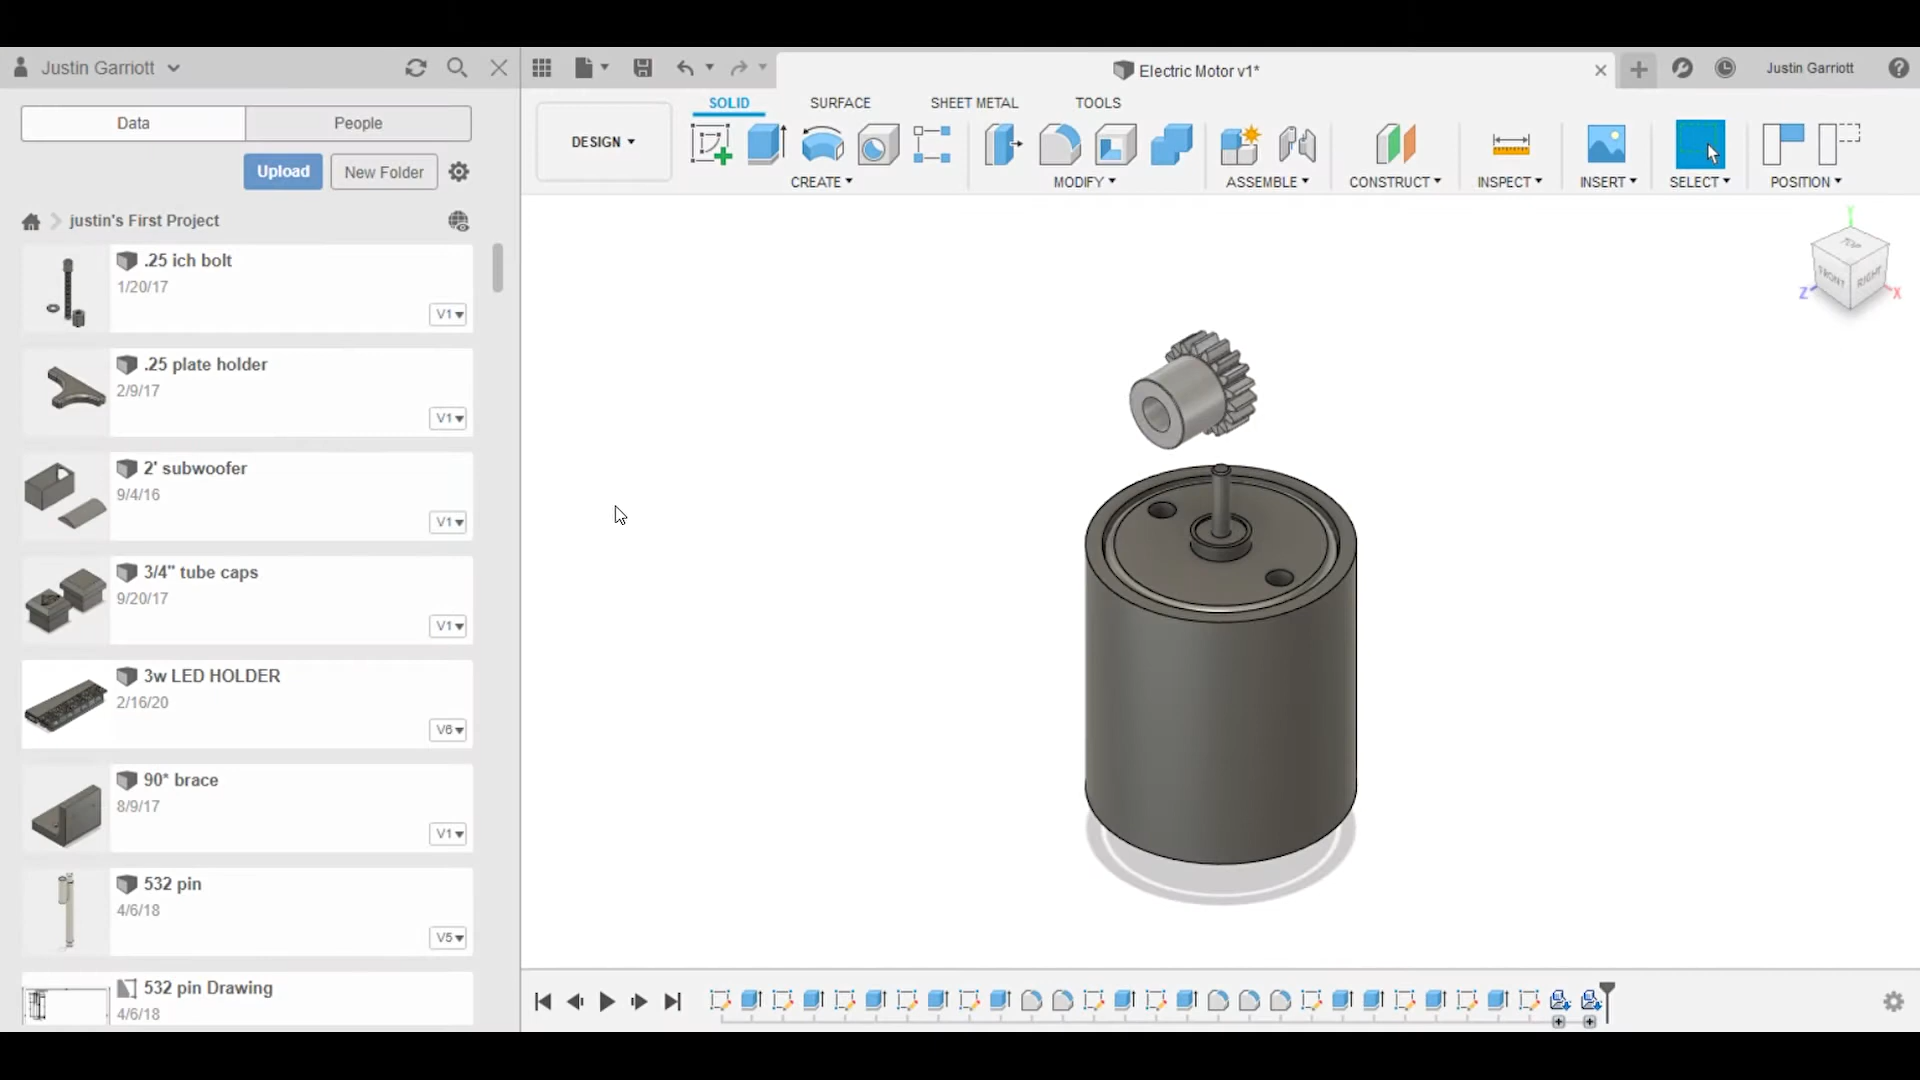 Justin Garriott
Electric Motor v1*
Justin Garriott
Data
People
SOLID
SURFACE
SHEET METAL
TOOLS
DESIGN
Upload
New Folder
CREATE
MODIFY
ASSEMBLE
CONSTRUCT
INSPECT
INSERT
SELECT
POSITION
justin's First Project
.25 ich bolt
1/20/17
V1
.25 plate holder
2/9/17
V1
2' subwoofer
9/4/16
V1
3/4" tube caps
9/20/17
V1
3w LED HOLDER
2/16/20
V6
90* brace
8/9/17
V1
532 pin
4/6/18
V5
532 pin Drawing
4/6/18
Y
TOP
FRONT
RIGHT
Z
X